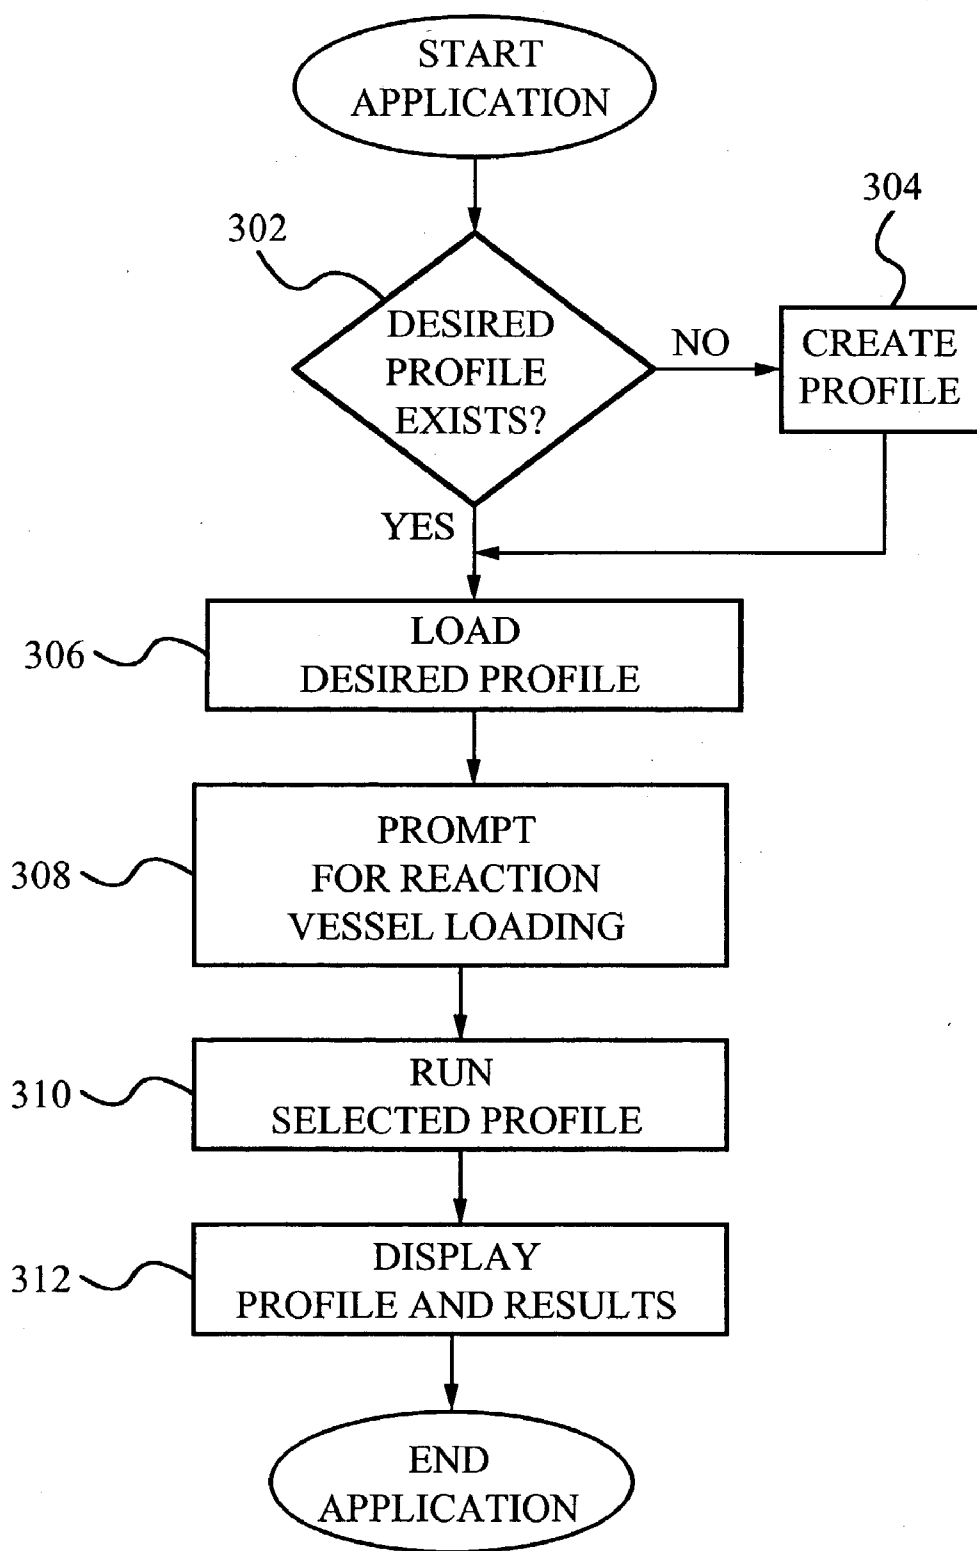 START
APPLICATION
304
302
DESIRED
PROFILE
EXISTS?
NO
CREATE
PROFILE
YES
306
LOAD
DESIRED PROFILE
308
PROMPT
FOR REACTION
VESSEL LOADING
310
RUN
SELECTED PROFILE
312
DISPLAY
PROFILE AND RESULTS
END
APPLICATION